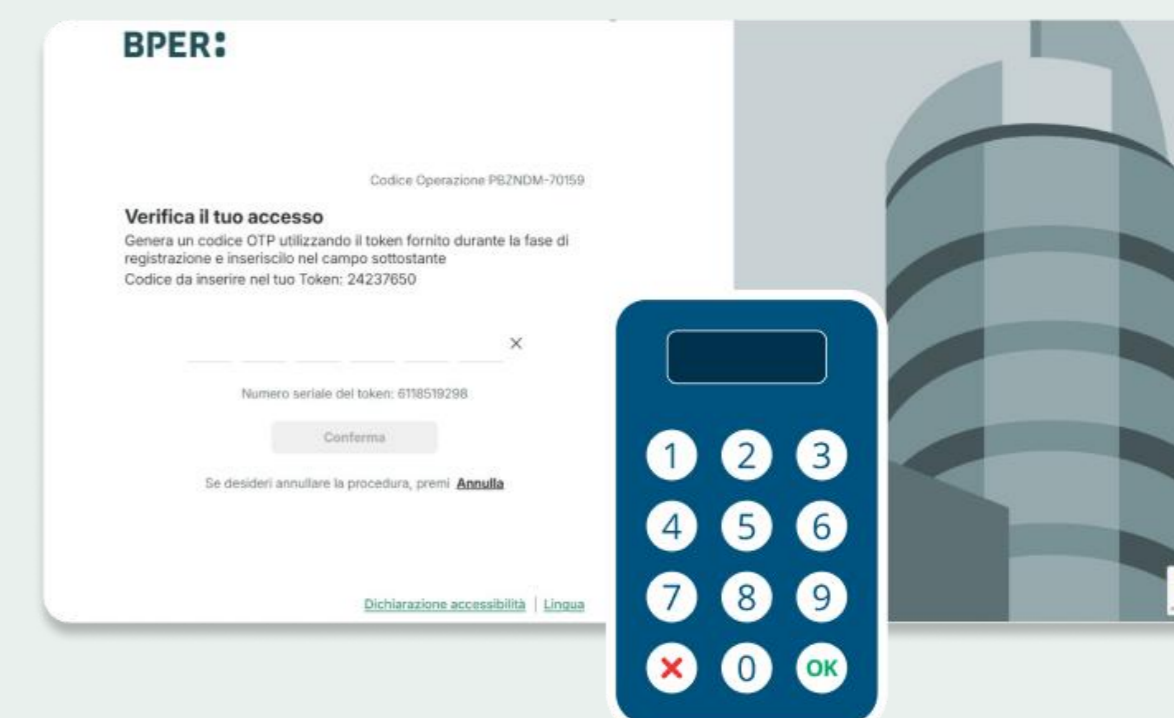 BPER:
Codice Operazione PBZNDM-70159
Verifica il tuo accesso
Genera un codice OTP utilizzando il token fornito durante la fase di
registrazione e inseriscilo nel campo sottostante
Codice da inserire nel tuo Token: 24237650
×
Numero seriale del token: 6118519298
Conferma
Se desideri annullare la procedura, premi Annulla
Dichiarazione accessibilità | Lingua
1 2 3
4 5 6
7 8 9
× 0 OK